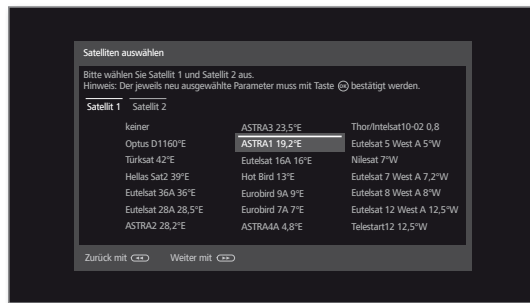 Satelliten auswählen
Bitte wählen Sie Satellit 1 und Satellit 2 aus.
Hinweis: Der jeweils neu ausgewählte Parameter muss mit Taste OK bestätigt werden.
Satellit 1 Satellit 2
keiner ASTRA3 23,5°E Thor/Intelsat10-02 0,8
Optus D1160°E ASTRA1 19,2°E Eutelsat 5 West A 5°W
Türksat 42°E Eutelsat 16A 16°E Nilesat 7°W
Hellas Sat2 39°E Hot Bird 13°E Eutelsat 7 West A 7,2°W
Eutelsat 36A 36°E Eurobird 9A 9°E Eutelsat 8 West A 8°W
Eutelsat 28A 28,5°E Eurobird 7A 7°E Eutelsat 12 West A 12,5°W
ASTRA2 28,2°E ASTRA4A 4,8°E Telestart12 12,5°W
Zurück mit Weiter mit